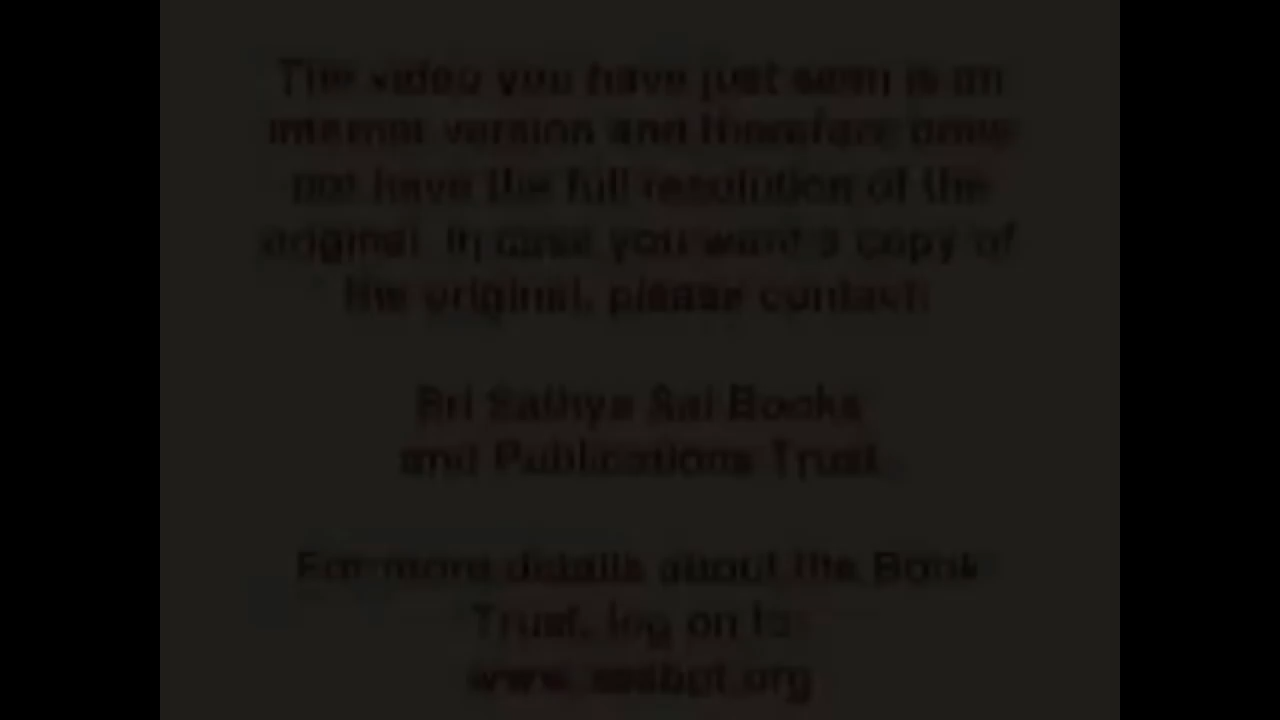 The video you have just seen is an
internet version and therefore does
not have the full resolution of the
original. In case you want a copy of
the original, please contact:
Sri Sathya Sai Books
and Publications Trust
For more details about the Book
Trust, log on to:
www.sssbpt.org